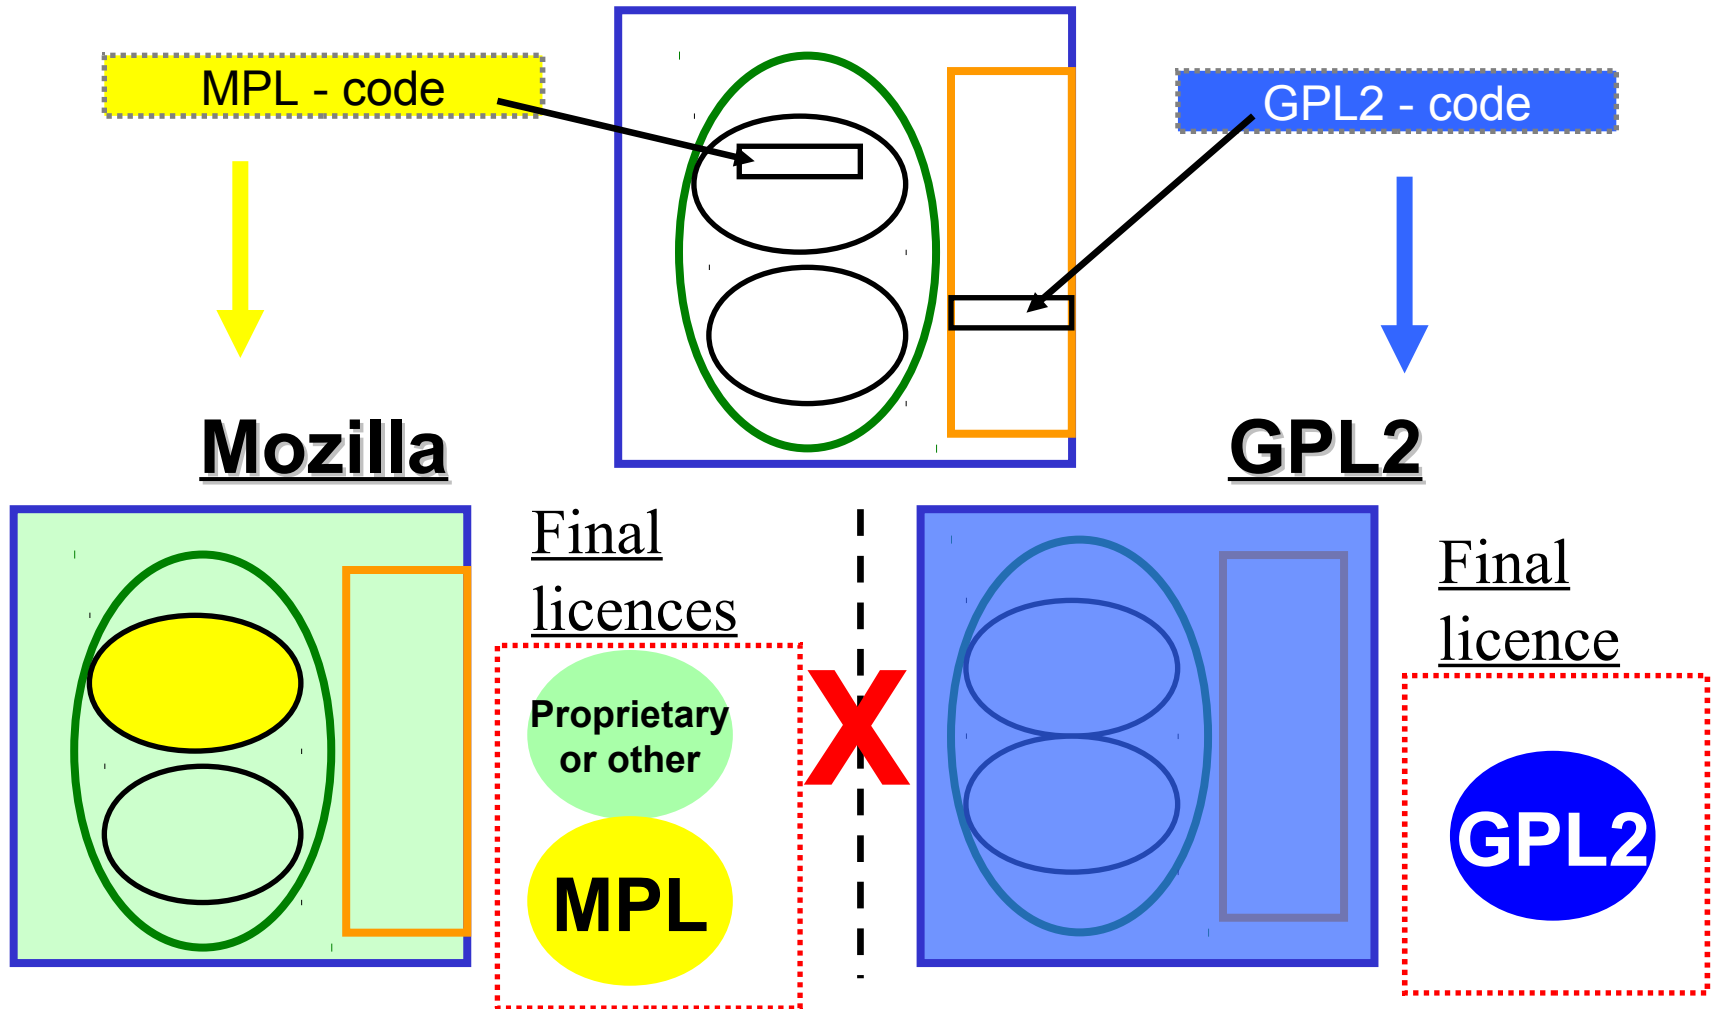 MPL - code
GPL2 - code
Mozilla
GPL2
Final
licences
Proprietary
or other
MPL
X
Final
licence
GPL2